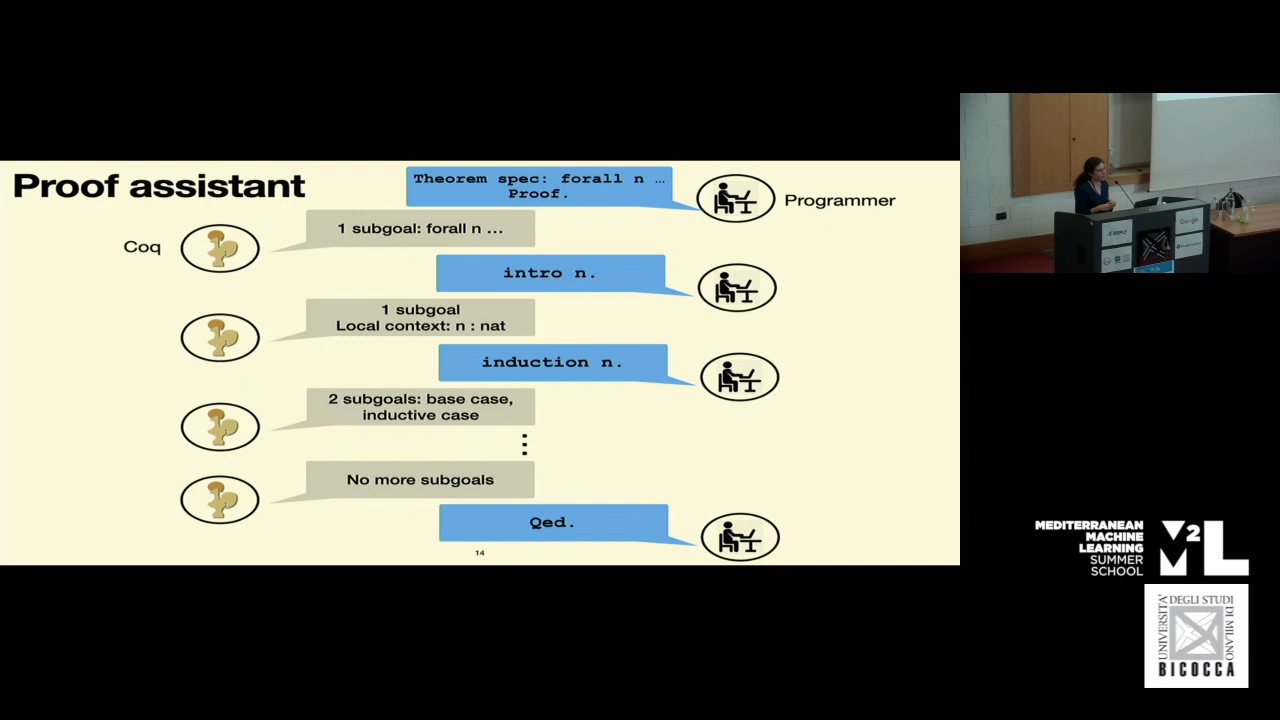 Proof assistant
Theorem spec: forall n …
Proof.
Programmer
Coq
1 subgoal: forall n ...
intro n.
1 subgoal
Local context: n : nat
induction n.
2 subgoals: base case,
inductive case
No more subgoals
Qed.
14
Google
MEDITERRANEAN
MACHINE
LEARNING
SUMMER
SCHOOL
M2L
UNIVERSITA'
DEGLI STUDI
DI MILANO
BICOCCA